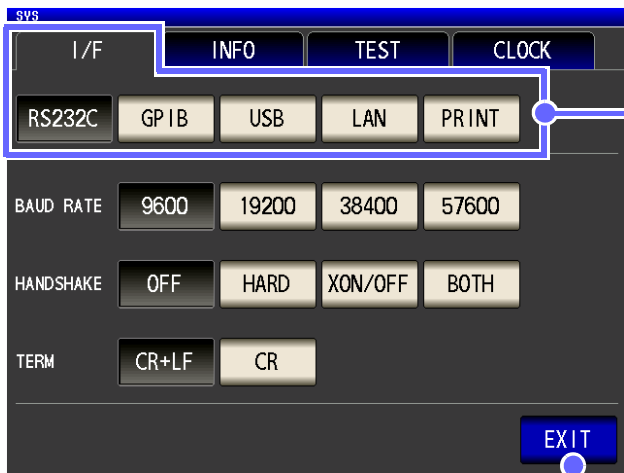 SYS
I/F INFO TEST CLOCK
RS232C GPIB USB LAN PRINT
BAUD RATE 9600 19200 38400 57600
HANDSHAKE OFF HARD XON/OFF BOTH
TERM CR+LF CR
EXIT